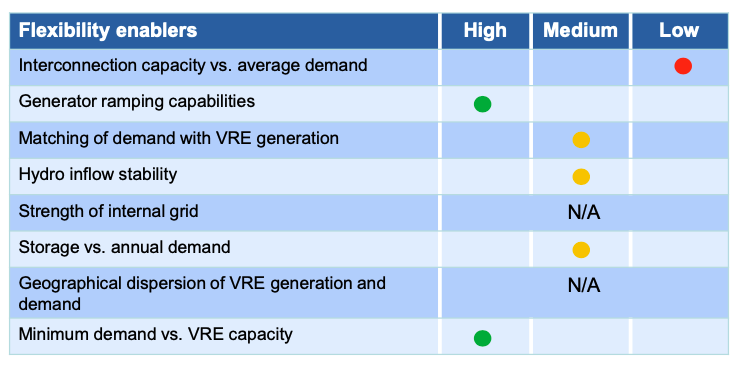 Flexibility enablers High Medium Low
Interconnection capacity vs. average demand
Generator ramping capabilities
Matching of demand with VRE generation
Hydro inflow stability
Strength of internal grid N/A
Storage vs. annual demand
Geographical dispersion of VRE generation and
demand N/A
Minimum demand vs. VRE capacity